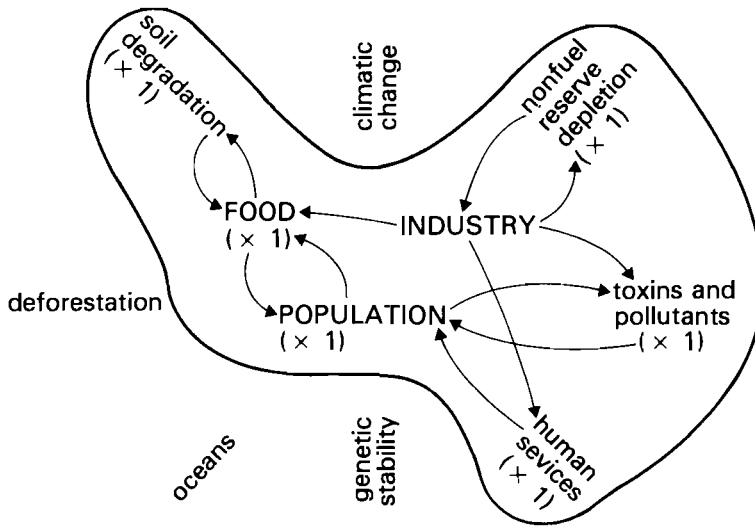 soil
degradation
(× 1)
climatic
change
nonfuel
reserve
depletion
(× 1)
FOOD
(× 1)
INDUSTRY
deforestation
POPULATION
(× 1)
toxins and
pollutants
(× 1)
oceans
genetic
stability
human
sevices
(× 1)